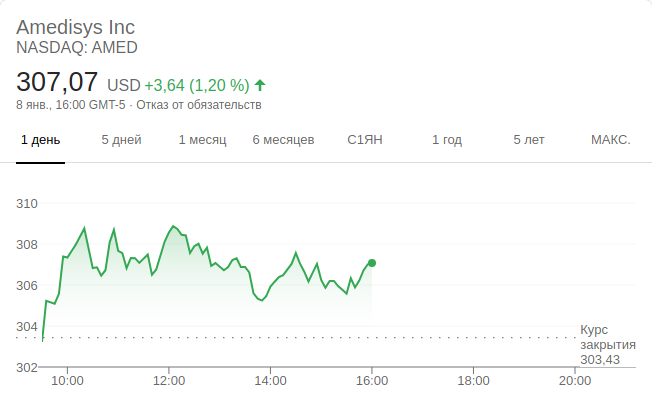 Amedisys Inc
NASDAQ: AMED
307,07 USD +3,64 (1,20 %)
8 янв., 16:00 GMT-5 · Отказ от обязательств
1 день 5 дней 1 месяц 6 месяцев С1ЯН 1 год 5 лет МАКС.
310
308
306
304
Курс
закрытия
303,43
302
10:00 12:00 14:00 16:00 18:00 20:00